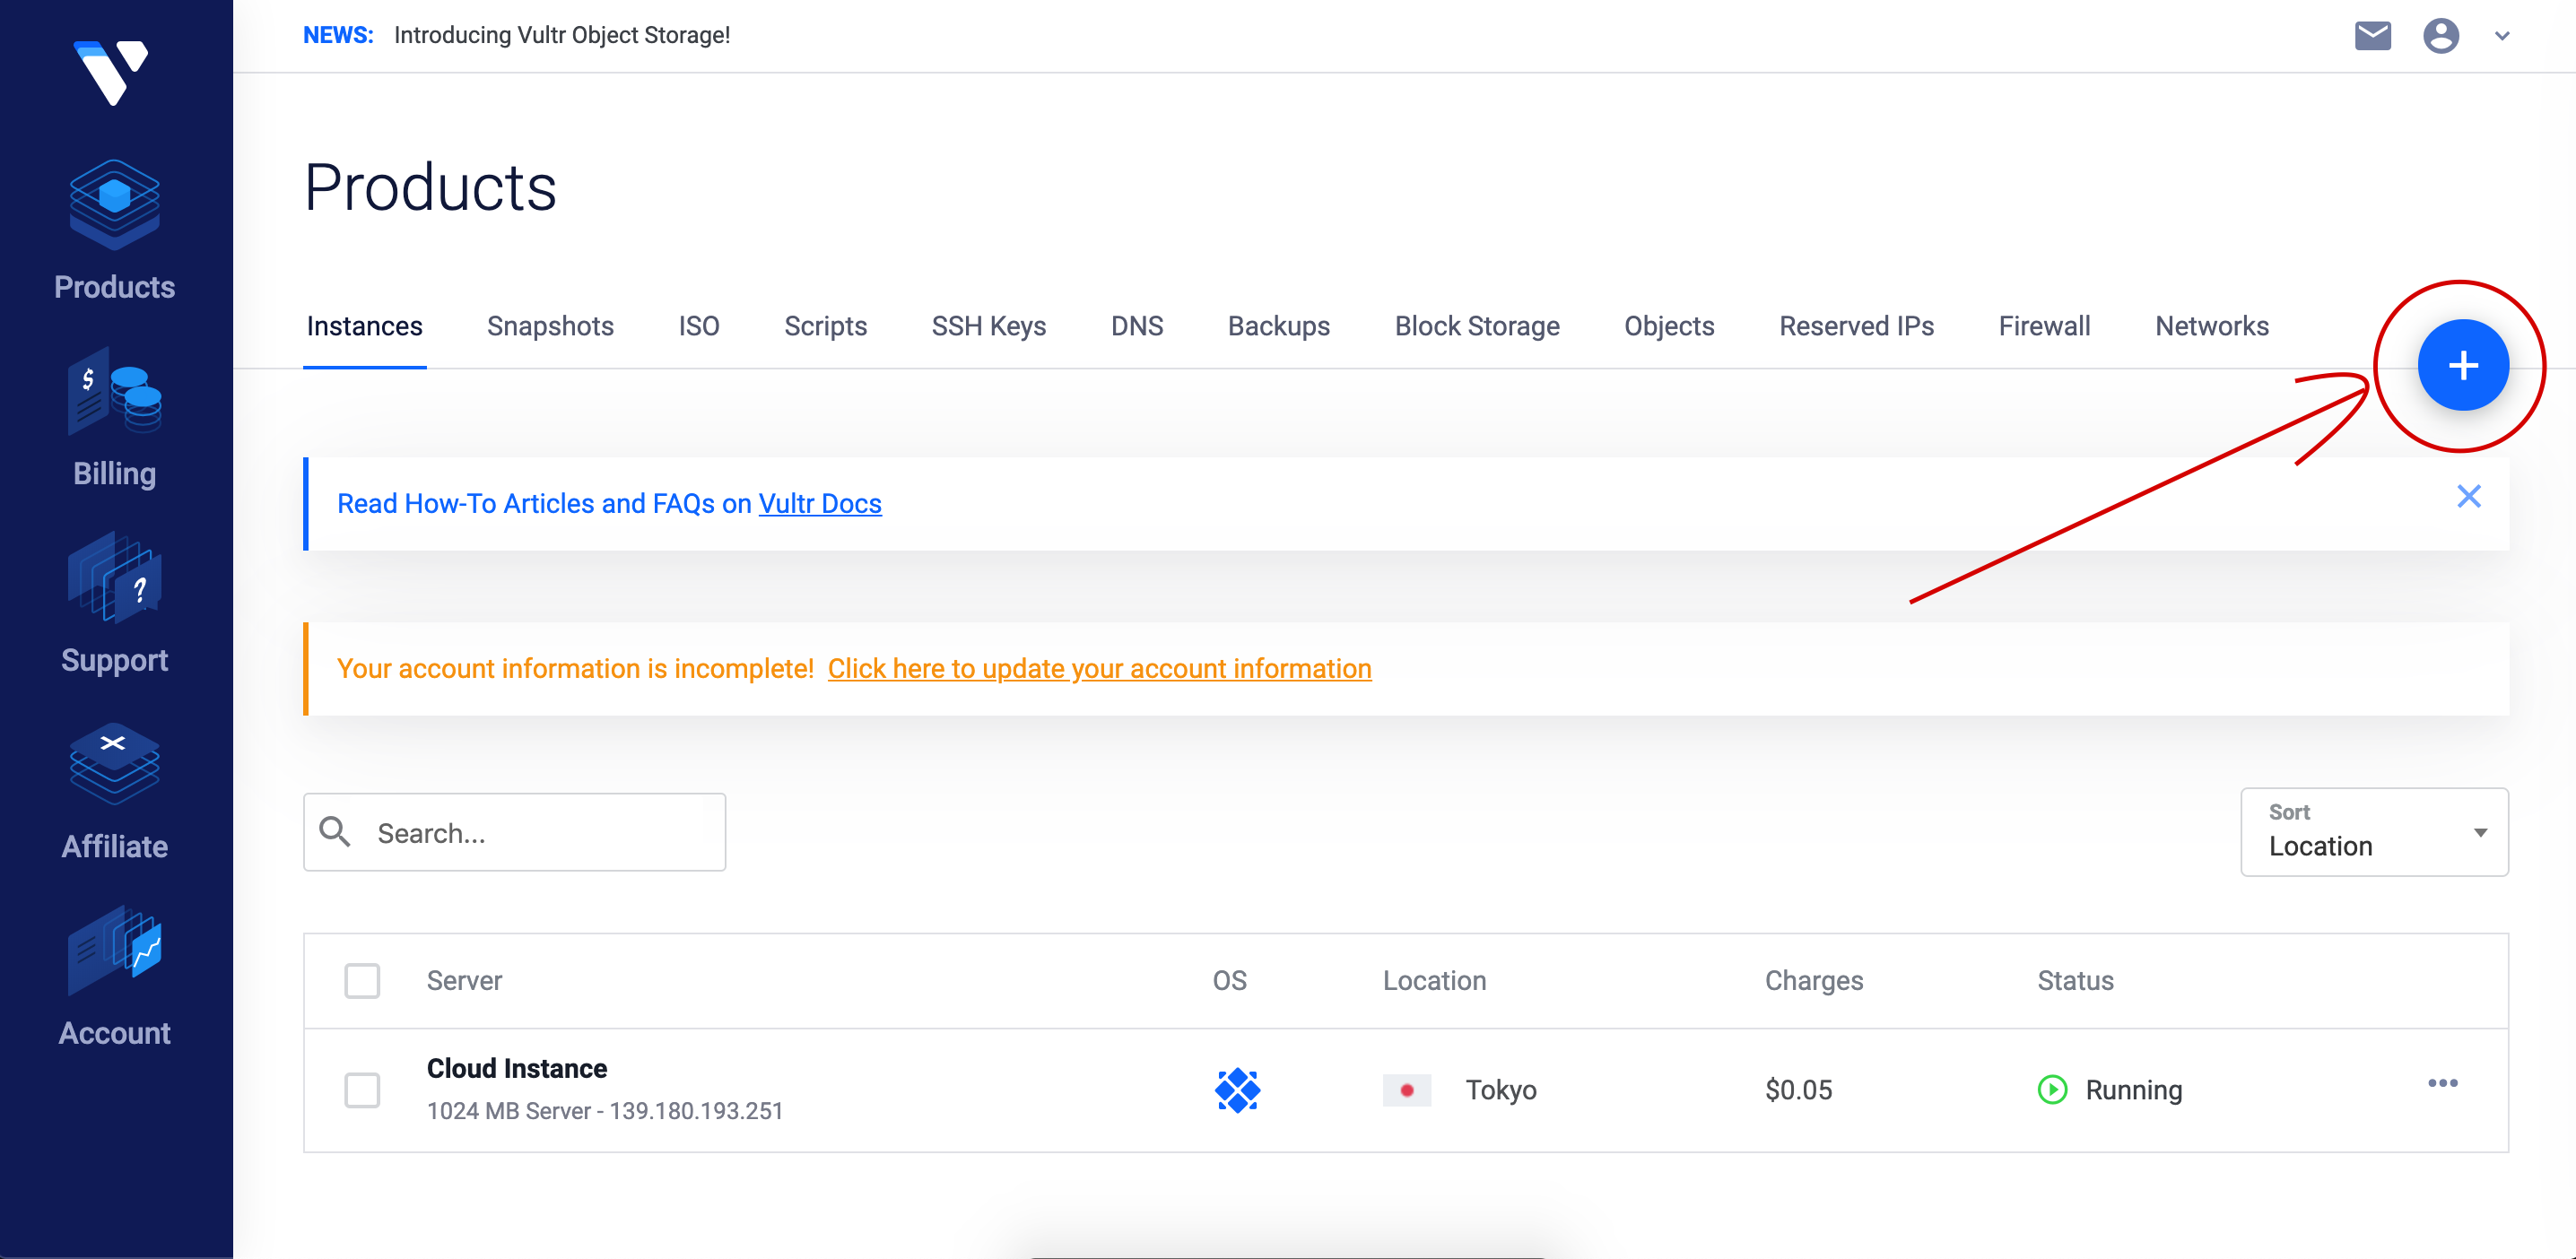 NEWS: Introducing Vultr Object Storage!
Products
Products
Instances Snapshots ISO Scripts SSH Keys DNS Backups Block Storage Objects Reserved IPs Firewall Networks
+
Billing
$
Read How-To Articles and FAQs on Vultr Docs
Support
?
Your account information is incomplete! Click here to update your account information
Affiliate
Search...
Sort
Location
Account
Server OS Location Charges Status
Cloud Instance
1024 MB Server - 139.180.193.251
Tokyo $0.05 Running